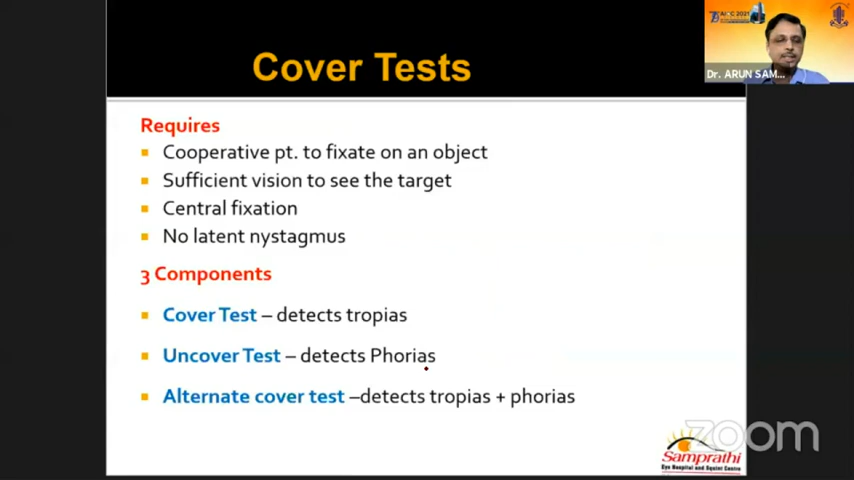 AIOC 2021
Dr. ARUN SAM...
Cover Tests
Requires
Cooperative pt. to fixate on an object
Sufficient vision to see the target
Central fixation
No latent nystagmus
3 Components
Cover Test – detects tropias
Uncover Test – detects Phorias
Alternate cover test –detects tropias + phorias
zoom
Samprathi
Eye Hospital and Squint Centre